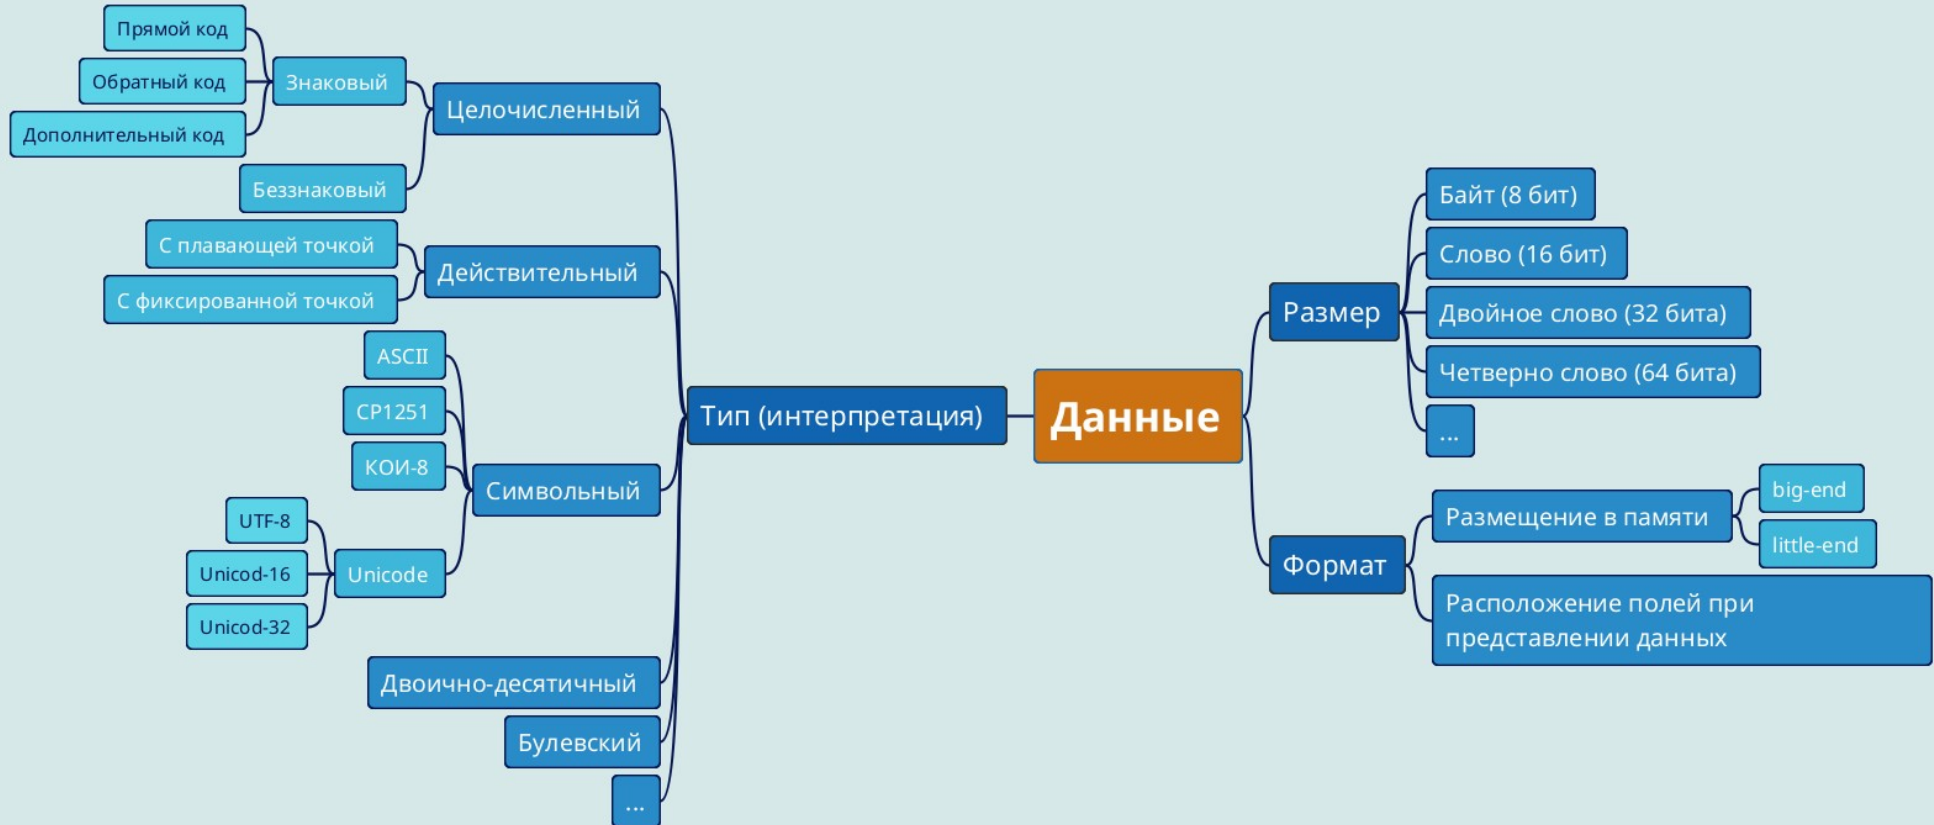 Прямой код
Обратный код
Дополнительный код
Знаковый
Беззнаковый
Целочисленный
С плавающей точкой
С фиксированной точкой
Действительный
ASCII
CP1251
КОИ-8
UTF-8
Unicod-16
Unicod-32
Unicode
Символьный
Двоично-десятичный
Булевский
...
Тип (интерпретация)
Данные
Размер
Байт (8 бит)
Слово (16 бит)
Двойное слово (32 бита)
Четверно слово (64 бита)
...
Формат
Размещение в памяти
big-end
little-end
Расположение полей при
представлении данных